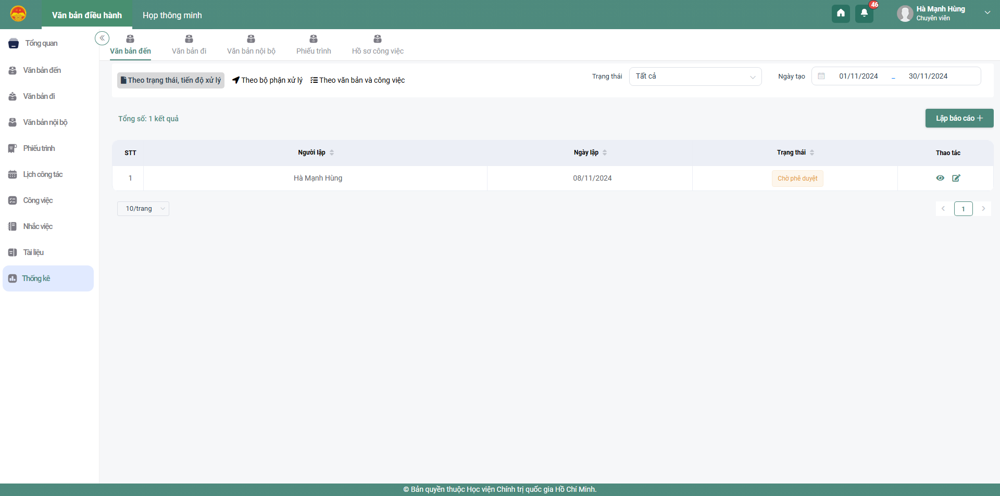 Văn bản điều hành
Họp thông minh
46
Hà Mạnh Hùng
Chuyên viên
Tổng quan
Văn bản đến
Văn bản đi
Văn bản nội bộ
Phiếu trình
Lịch công tác
Công việc
Nhắc việc
Tài liệu
Thống kê
Văn bản đến
Văn bản đi
Văn bản nội bộ
Phiếu trình
Hồ sơ công việc
Theo trạng thái, tiến độ xử lý
Theo bộ phận xử lý
Theo văn bản và công việc
Trạng thái
Tất cả
Ngày tạo
01/11/2024 _ 30/11/2024
Tổng số: 1 kết quả
Lập báo cáo +
STT Người lập Ngày lập Trạng thái Thao tác
1 Hà Mạnh Hùng 08/11/2024 Chờ phê duyệt
10/trang
1
© Bản quyền thuộc Học viện Chính trị quốc gia Hồ Chí Minh.